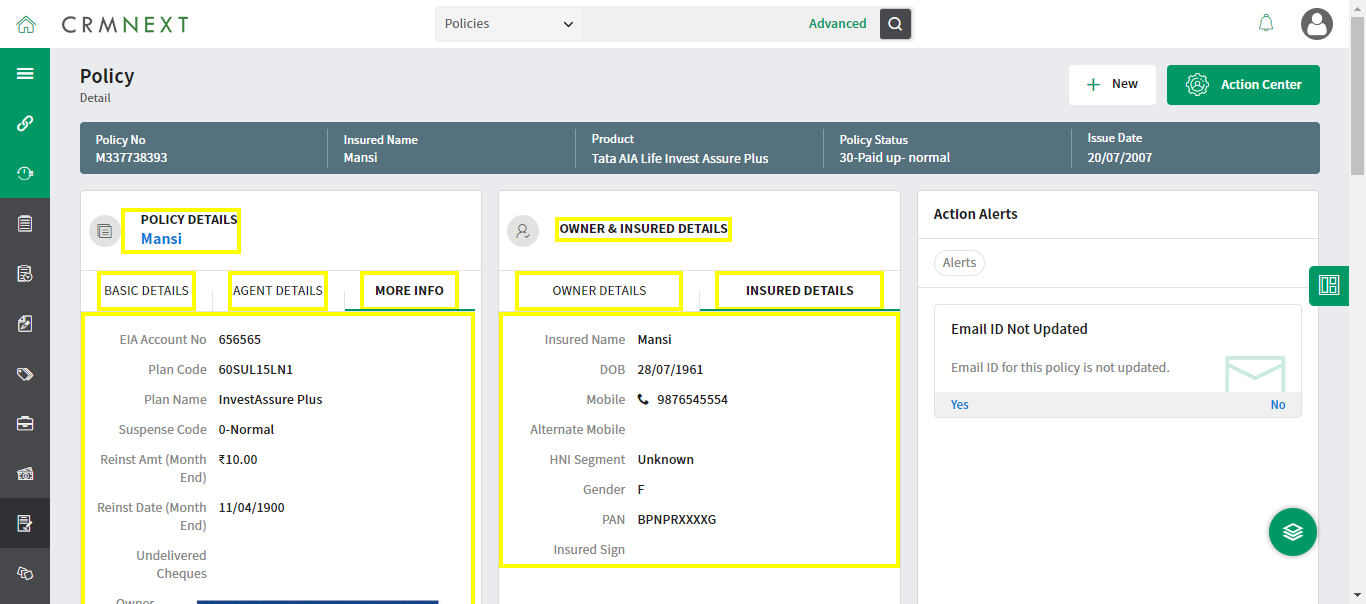 CRMNEXT
Policies
Advanced
Policy
Detail
New
Action Center
Policy No
M337738393
Insured Name
Mansi
Product
Tata AIA Life Invest Assure Plus
Policy Status
30-Paid up- normal
Issue Date
20/07/2007
POLICY DETAILS
Mansi
BASIC DETAILS
AGENT DETAILS
MORE INFO
EIA Account No 656565
Plan Code 60SUL15LN1
Plan Name InvestAssure Plus
Suspense Code 0-Normal
Reinst Amt (Month ₹10.00
End)
Reinst Date (Month 11/04/1900
End)
Undelivered
Cheques
Owner
OWNER & INSURED DETAILS
OWNER DETAILS
INSURED DETAILS
Insured Name Mansi
DOB 28/07/1961
Mobile 9876545554
Alternate Mobile
HNI Segment Unknown
Gender F
PAN BPNPRXXXXG
Insured Sign
Action Alerts
Alerts
Email ID Not Updated
Email ID for this policy is not updated.
Yes No